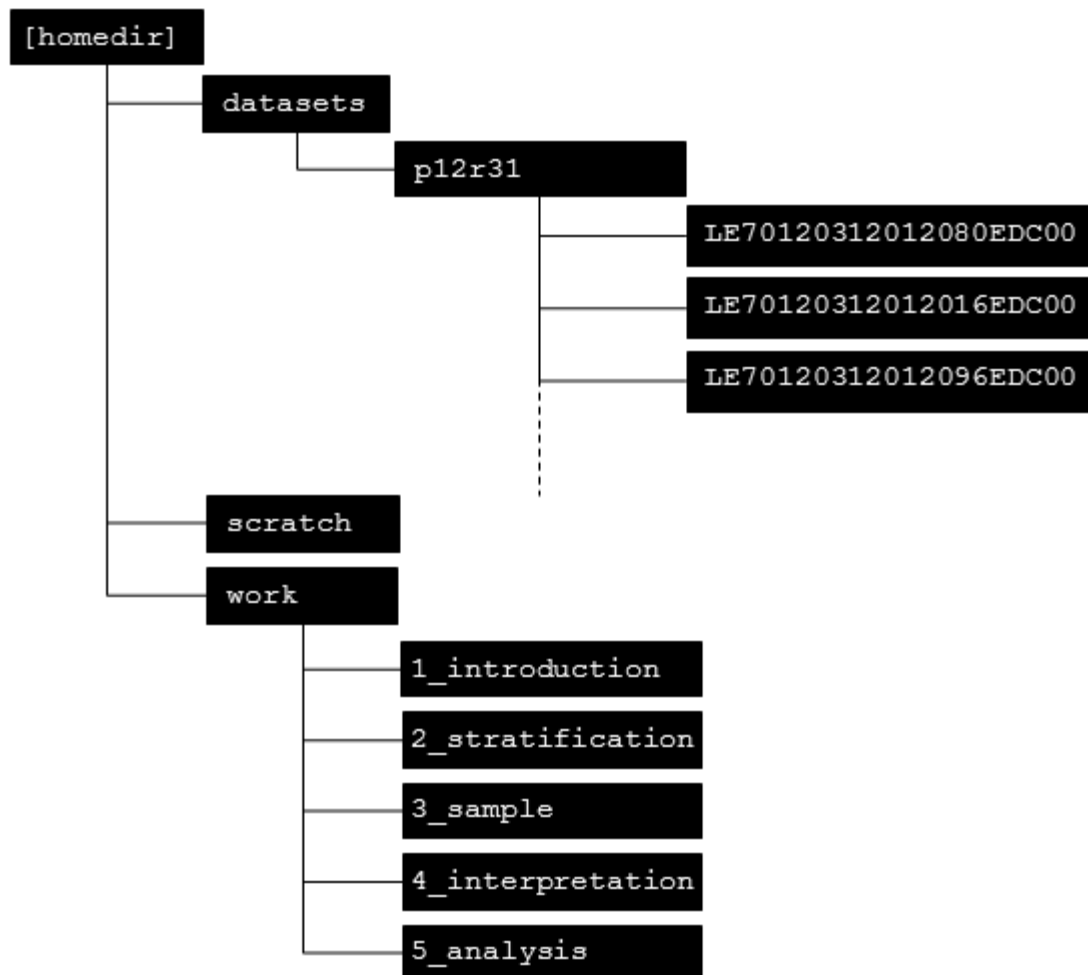 [homedir]
datasets
p12r31
LE70120312012080EDC00
LE70120312012016EDC00
LE70120312012096EDC00
scratch
work
1_introduction
2_stratification
3_sample
4_interpretation
5_analysis